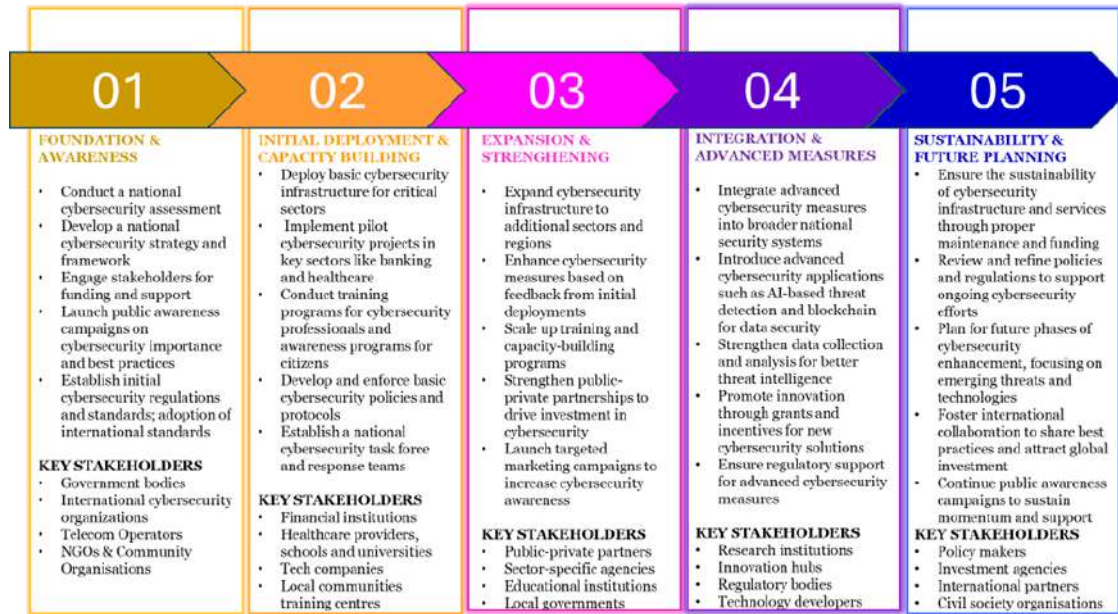 01
FOUNDATION &
AWARENESS
• Conduct a national
cybersecurity assessment
• Develop a national
cybersecurity strategy and
framework
• Engage stakeholders for
funding and support
• Launch public awareness
campaigns on
cybersecurity importance
and best practices
• Establish initial
cybersecurity regulations
and standards; adoption of
international standards
KEY STAKEHOLDERS
• Government bodies
• International cybersecurity
organizations
• Telecom Operators
• NGOs & Community
Organisations
02
INITIAL DEPLOYMENT &
CAPACITY BUILDING
• Deploy basic cybersecurity
infrastructure for critical
sectors
• Implement pilot
cybersecurity projects in
key sectors like banking
and healthcare
• Conduct training
programs for cybersecurity
professionals and
awareness programs for
citizens
• Develop and enforce basic
cybersecurity policies and
protocols
• Establish a national
cybersecurity task force
and response teams
KEY STAKEHOLDERS
• Financial institutions
• Healthcare providers,
schools and universities
• Tech companies
• Local communities
training centres
03
EXPANSION &
STRENGHENING
• Expand cybersecurity
infrastructure to
additional sectors and
regions
• Enhance cybersecurity
measures based on
feedback from initial
deployments
• Scale up training and
capacity-building
programs
• Strengthen public-
private partnerships to
drive investment in
cybersecurity
• Launch targeted
marketing campaigns to
increase cybersecurity
awareness
KEY STAKEHOLDERS
• Public-private partners
• Sector-specific agencies
• Educational institutions
• Local governments
04
INTEGRATION &
ADVANCED MEASURES
• Integrate advanced
cybersecurity measures
into broader national
security systems
• Introduce advanced
cybersecurity applications
such as AI-based threat
detection and blockchain
for data security
• Strengthen data collection
and analysis for better
threat intelligence
• Promote innovation
through grants and
incentives for new
cybersecurity solutions
• Ensure regulatory support
for advanced cybersecurity
measures
KEY STAKEHOLDERS
• Research institutions
• Innovation hubs
• Regulatory bodies
• Technology developers
05
SUSTAINABILITY &
FUTURE PLANNING
• Ensure the sustainability
of cybersecurity
infrastructure and services
through proper
maintenance and funding
• Review and refine policies
and regulations to support
ongoing cybersecurity
efforts
• Plan for future phases of
cybersecurity
enhancement, focusing on
emerging threats and
technologies
• Foster international
collaboration to share best
practices and attract global
investment
• Continue public awareness
campaigns to sustain
momentum and support
KEY STAKEHOLDERS
• Policy makers
• Investment agencies
• International partners
• Civil society organisations